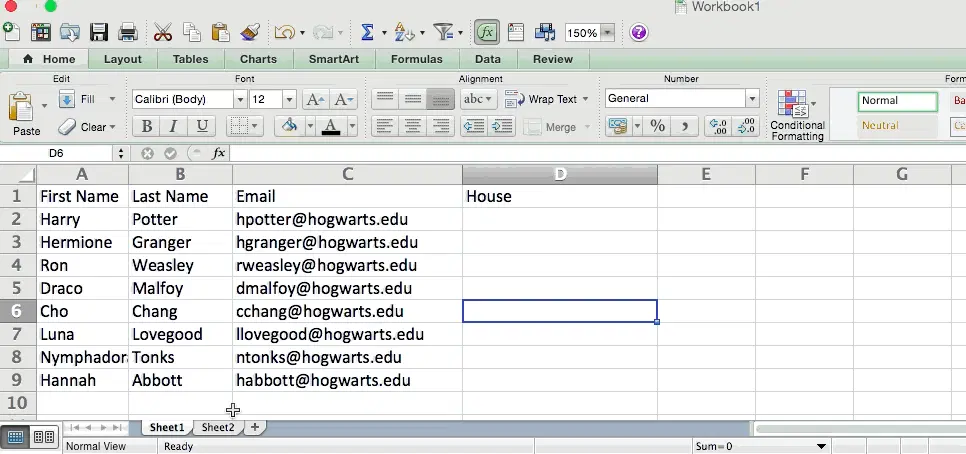 Workbook1
150%
Home Layout Tables Charts SmartArt Formulas Data Review
Edit Font Alignment Number
Fill Calibri (Body) 12 A A abc Wrap Text General Normal
Paste Clear B I U A Merge % , .0 .00 .00 .0 Conditional Formatting Neutral
D6 fx
A B C D E F G
1 First Name Last Name Email House
2 Harry Potter hpotter@hogwarts.edu
3 Hermione Granger hgranger@hogwarts.edu
4 Ron Weasley rweasley@hogwarts.edu
5 Draco Malfoy dmalfoy@hogwarts.edu
6 Cho Chang cchang@hogwarts.edu
7 Luna Lovegood llovegood@hogwarts.edu
8 Nymphador Tonks ntonks@hogwarts.edu
9 Hannah Abbott habbott@hogwarts.edu
10
Sheet1 Sheet2
Normal View Ready Sum=0